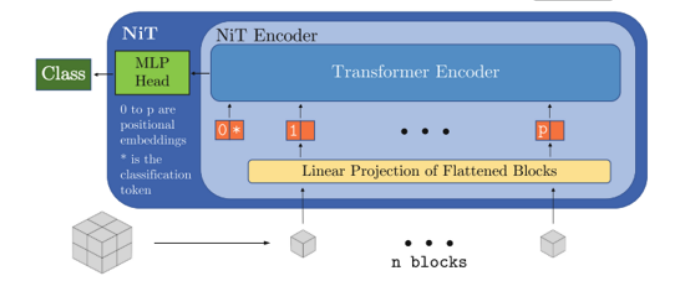 NiT
NiT Encoder
Class
MLP
Head
Transformer Encoder
0 to p are
positional
embeddings
* is the
classification
token
0 *
1
p
Linear Projection of Flattened Blocks
n blocks